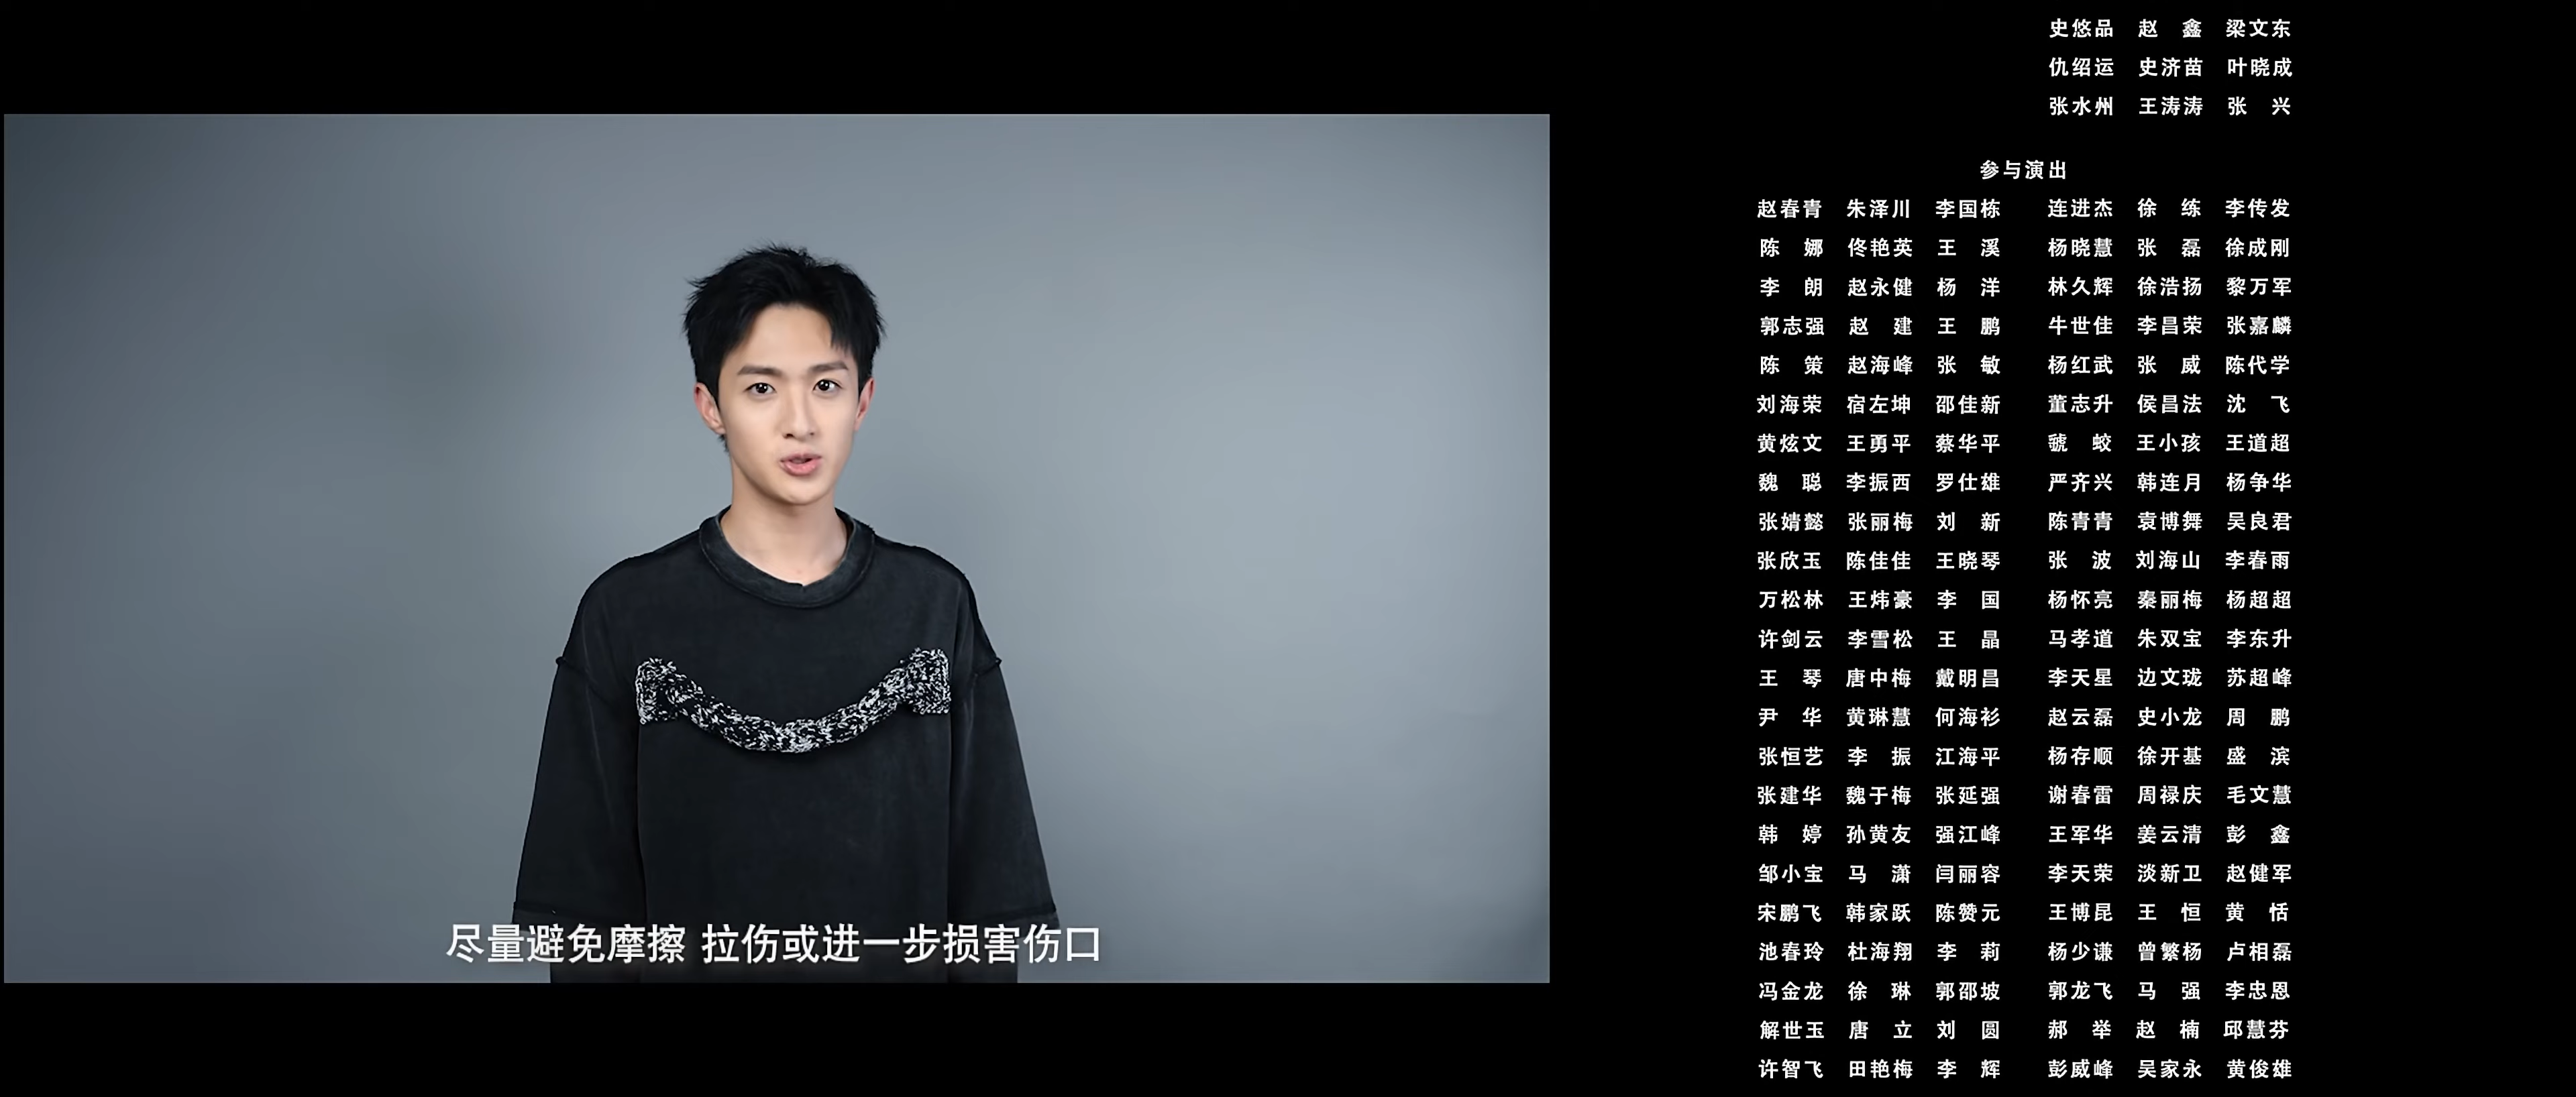 尽量避免摩擦 拉伤或进一步损害伤口
史悠品 赵鑫 梁文东
仇绍运 史济苗 叶晓成
张水州 王涛涛 张兴
参与演出
赵春青 朱泽川 李国栋 连进杰 徐练 李传发
陈娜 佟艳英 王溪 杨晓慧 张磊 徐成刚
李朗 赵永健 杨洋 林久辉 徐浩扬 黎万军
郭志强 赵建 王鹏 牛世佳 李昌荣 张嘉麟
陈策 赵海峰 张敏 杨红武 张威 陈代学
刘海荣 宿左坤 邵佳新 董志升 侯昌法 沈飞
黄炫文 王勇平 蔡华平 虢蛟 王小孩 王道超
魏聪 李振西 罗仕雄 严齐兴 韩连月 杨争华
张婧懿 张丽梅 刘新 陈青青 袁博舞 吴良君
张欣玉 陈佳佳 王晓琴 张波 刘海山 李春雨
万松林 王炜豪 李国 杨怀亮 秦丽梅 杨超超
许剑云 李雪松 王晶 马孝道 朱双宝 李东升
王琴 唐中梅 戴明昌 李天星 边文珑 苏超峰
尹华 黄琳慧 何海衫 赵云磊 史小龙 周鹏
张恒艺 李振 江海平 杨存顺 徐开基 盛滨
张建华 魏于梅 张延强 谢春雷 周禄庆 毛文慧
韩婷 孙黄友 强江峰 王军华 姜云清 彭鑫
邹小宝 马潇 闫丽容 李天荣 淡新卫 赵健军
宋鹏飞 韩家跃 陈赞元 王博昆 王恒 黄恬
池春玲 杜海翔 李莉 杨少谦 曾繁杨 卢相磊
冯金龙 徐琳 郭邵坡 郭龙飞 马强 李忠恩
解世玉 唐立 刘圆 郝举 赵楠 邱慧芬
许智飞 田艳梅 李辉 彭威峰 吴家永 黄俊雄